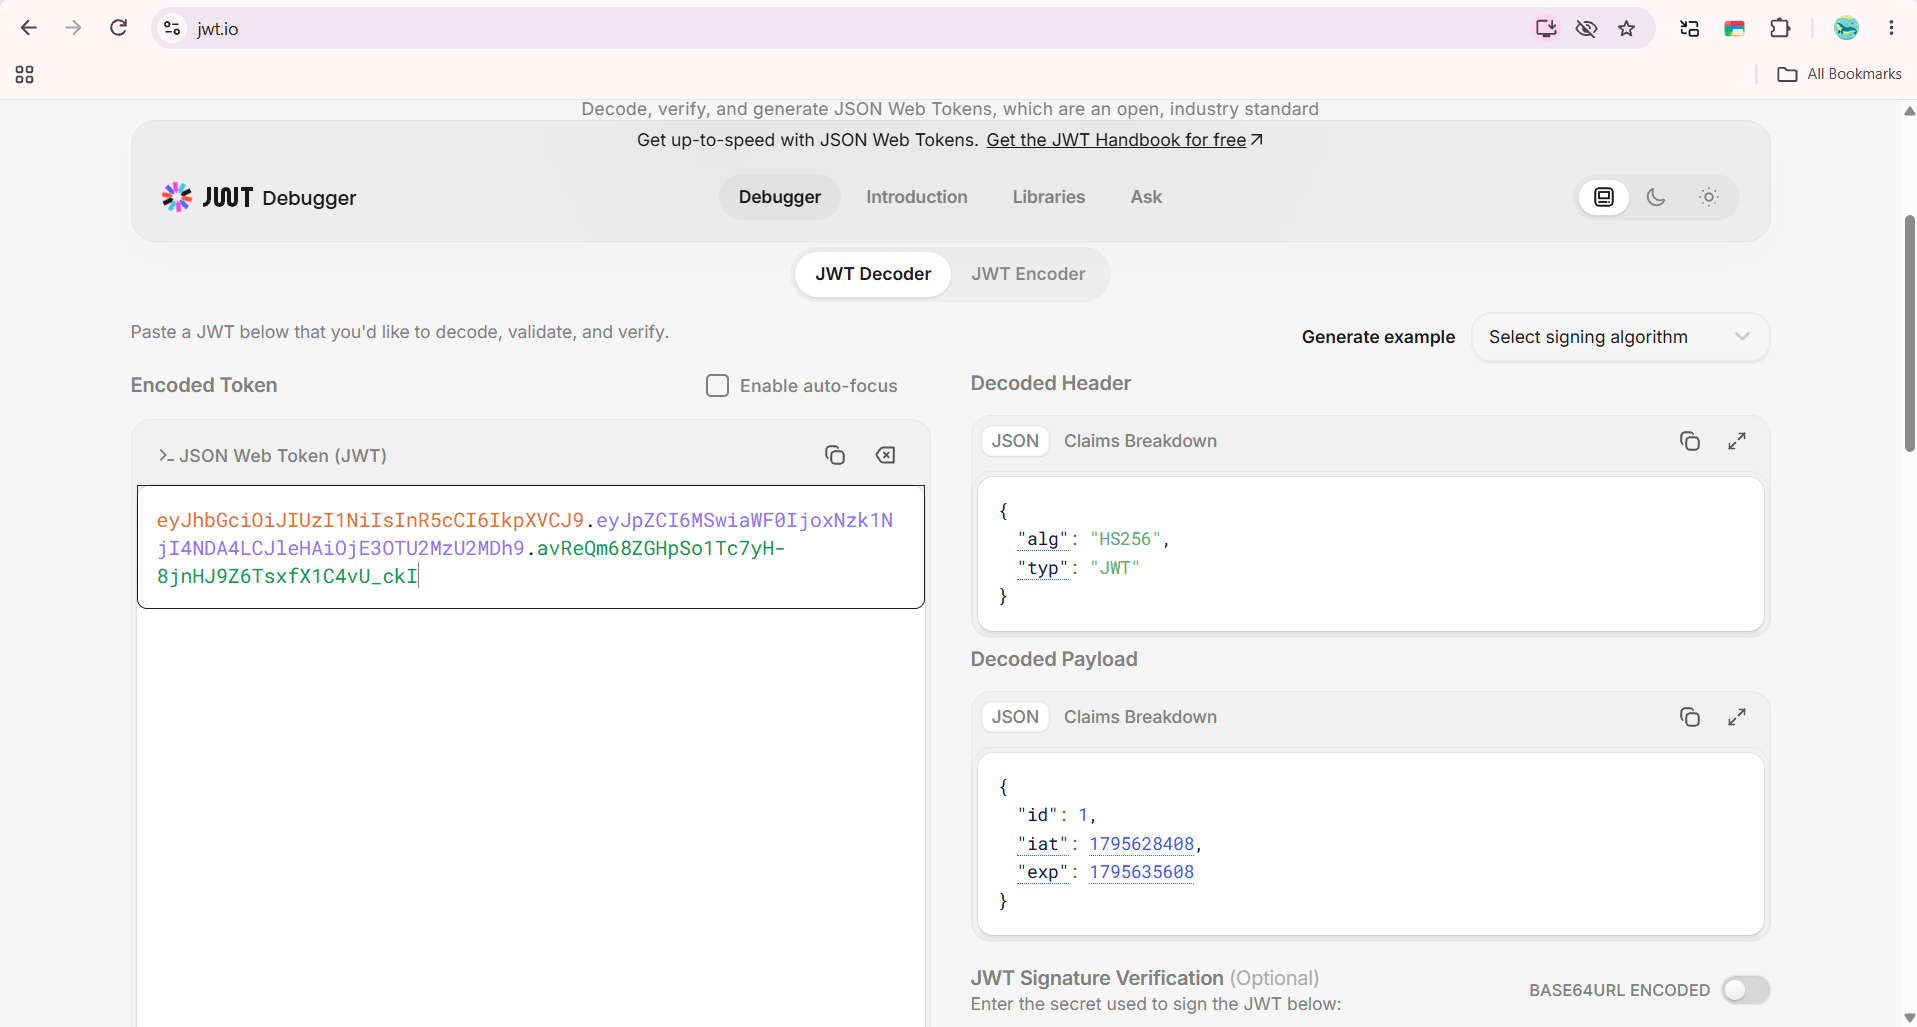 jwt.io
All Bookmarks
Decode, verify, and generate JSON Web Tokens, which are an open, industry standard
Get up-to-speed with JSON Web Tokens. Get the JWT Handbook for free
JWT Debugger
Debugger
Introduction
Libraries
Ask
JWT Decoder
JWT Encoder
Paste a JWT below that you'd like to decode, validate, and verify.
Generate example
Select signing algorithm
Encoded Token
Enable auto-focus
JSON Web Token (JWT)
eyJhbGciOiJIUzI1NiIsInR5cCI6IkpXVCJ9.eyJpZCI6MSwiaWF0IjoxNzk1N
jI4NDA4LCJleHAiOjE3OTU2MzU2MDh9.avReQm68ZGHpSo1Tc7yH-
8jnHJ9Z6TsxfX1C4vU_ckI
Decoded Header
JSON
Claims Breakdown
{
"alg": "HS256",
"typ": "JWT"
}
Decoded Payload
JSON
Claims Breakdown
{
"id": 1,
"iat": 1795628408,
"exp": 1795635608
}
JWT Signature Verification (Optional)
Enter the secret used to sign the JWT below:
BASE64URL ENCODED